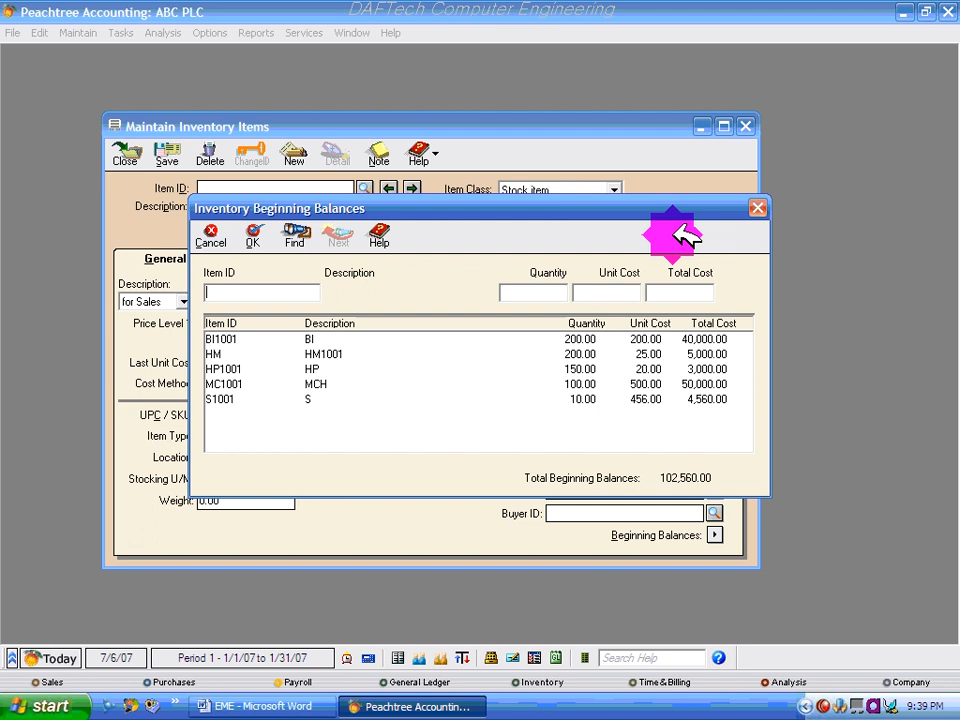 Peachtree Accounting: ABC PLC
DAFTech Computer Engineering
File Edit Maintain Tasks Analysis Options Reports Services Window Help
Maintain Inventory Items
Close Save Delete ChangeID New Detail Note Help
Item ID: Item Class: Stock item
Description:
Inventory Beginning Balances
Cancel OK Find Next Help
General
Description:
for Sales
Price Level
Last Unit Cos
Cost Metho
UPC / SKU
Item Type
Location
Stocking U/M
Weight: 0.00
Item ID Description Quantity Unit Cost Total Cost
Item ID Description Quantity Unit Cost Total Cost
BI1001 BI 200.00 200.00 40,000.00
HM HM1001 200.00 25.00 5,000.00
HP1001 HP 150.00 20.00 3,000.00
MC1001 MCH 100.00 500.00 50,000.00
S1001 S 10.00 456.00 4,560.00
Total Beginning Balances: 102,560.00
Buyer ID:
Beginning Balances:
Today 7/6/07 Period 1 - 1/1/07 to 1/31/07 Search Help
Sales Purchases Payroll General Ledger Inventory Time & Billing Analysis Company
start EME - Microsoft Word Peachtree Accountin... 9:39 PM